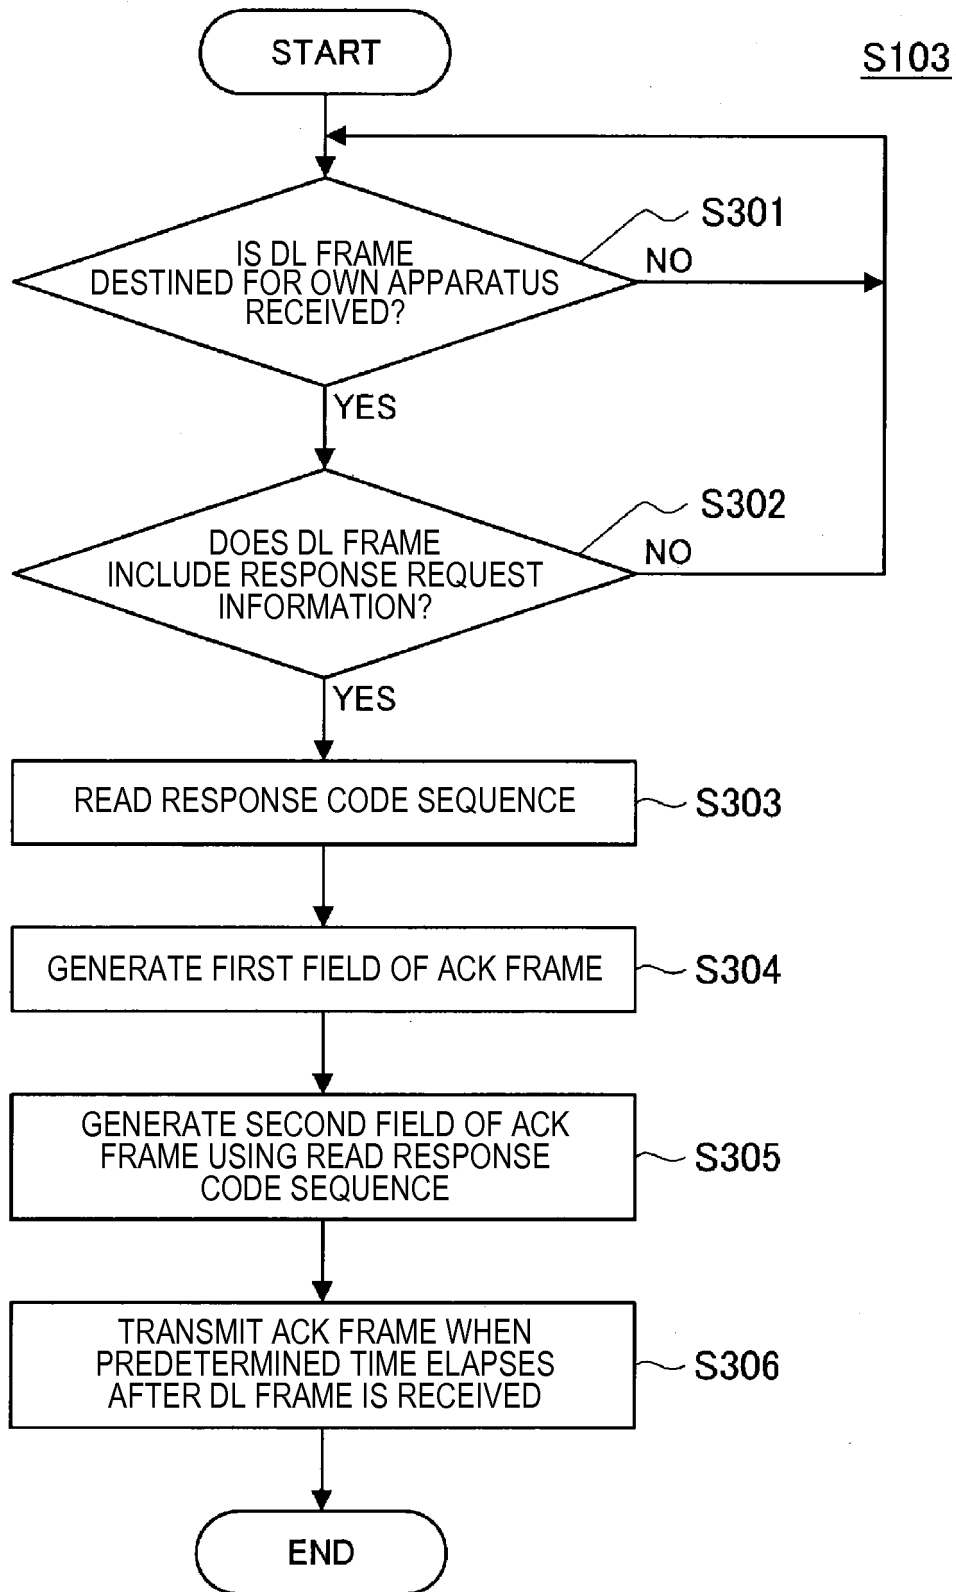 START
S103
S301
IS DL FRAME
DESTINED FOR OWN APPARATUS
RECEIVED?
NO
YES
S302
DOES DL FRAME
INCLUDE RESPONSE REQUEST
INFORMATION?
NO
YES
READ RESPONSE CODE SEQUENCE
S303
GENERATE FIRST FIELD OF ACK FRAME
S304
GENERATE SECOND FIELD OF ACK
FRAME USING READ RESPONSE
CODE SEQUENCE
S305
TRANSMIT ACK FRAME WHEN
PREDETERMINED TIME ELAPSES
AFTER DL FRAME IS RECEIVED
S306
END